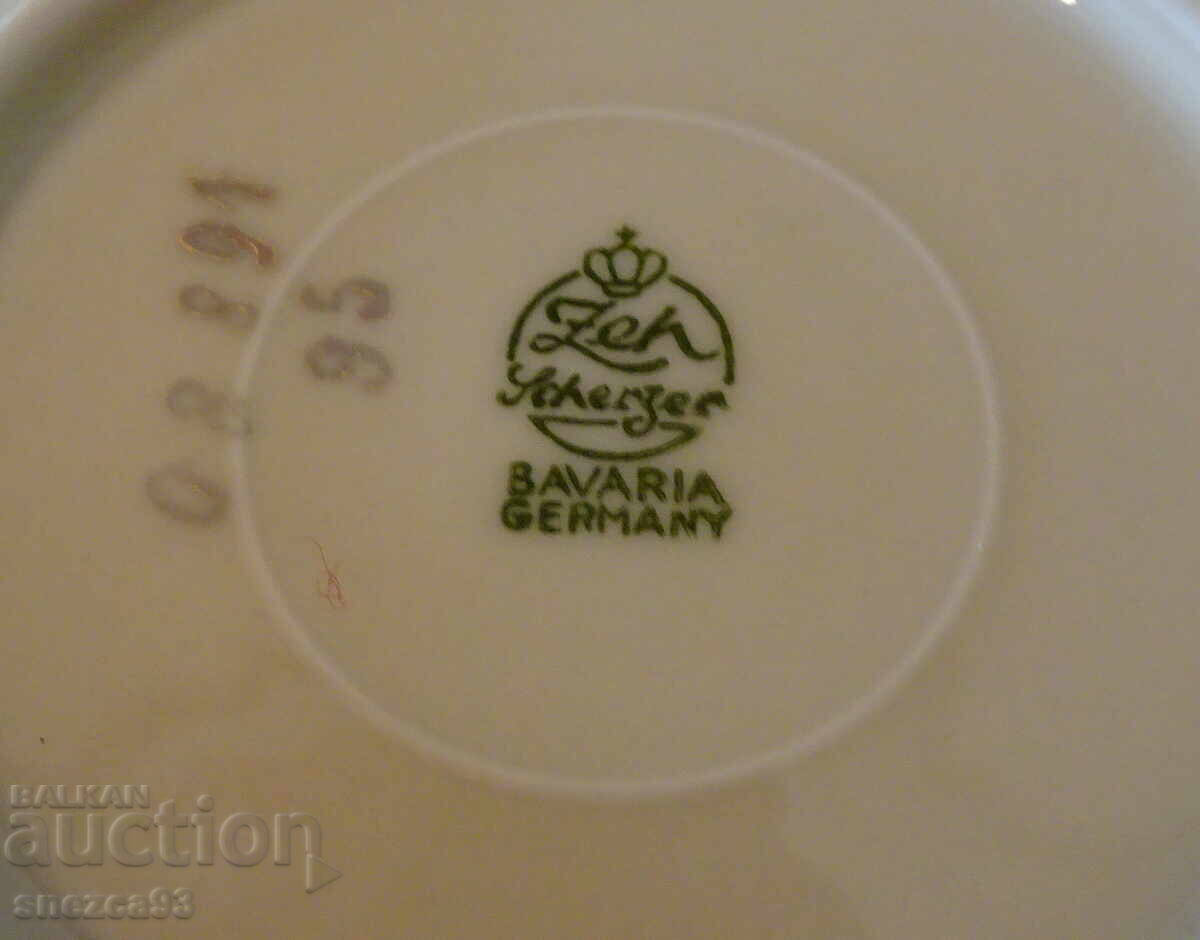 Zeh
Scherzer
BAVARIA
GERMANY
95
BALKAN
auction
snezca93